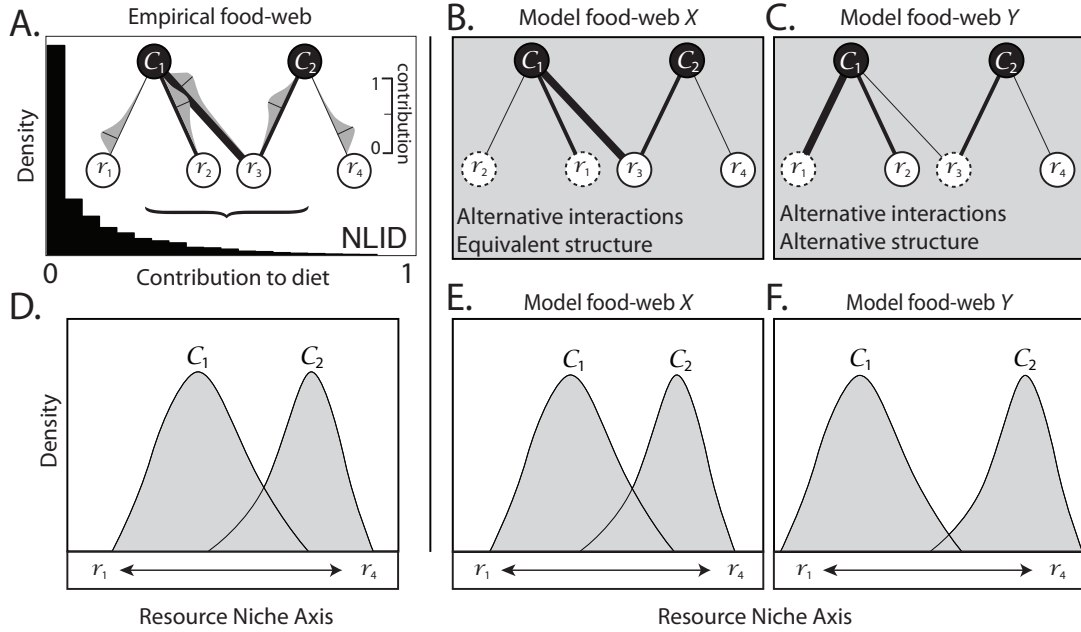 A.
Empirical food-web
C1
C2
1
contribution
0
r1
r2
r3
r4
Density
NLID
0
Contribution to diet
1
B.
Model food-web X
C1
C2
r2
r1
r3
r4
Alternative interactions
Equivalent structure
C.
Model food-web Y
C1
C2
r1
r2
r3
r4
Alternative interactions
Alternative structure
D.
C1
C2
Density
r1
r4
Resource Niche Axis
E.
Model food-web X
C1
C2
r1
r4
F.
Model food-web Y
C1
C2
r1
r4
Resource Niche Axis